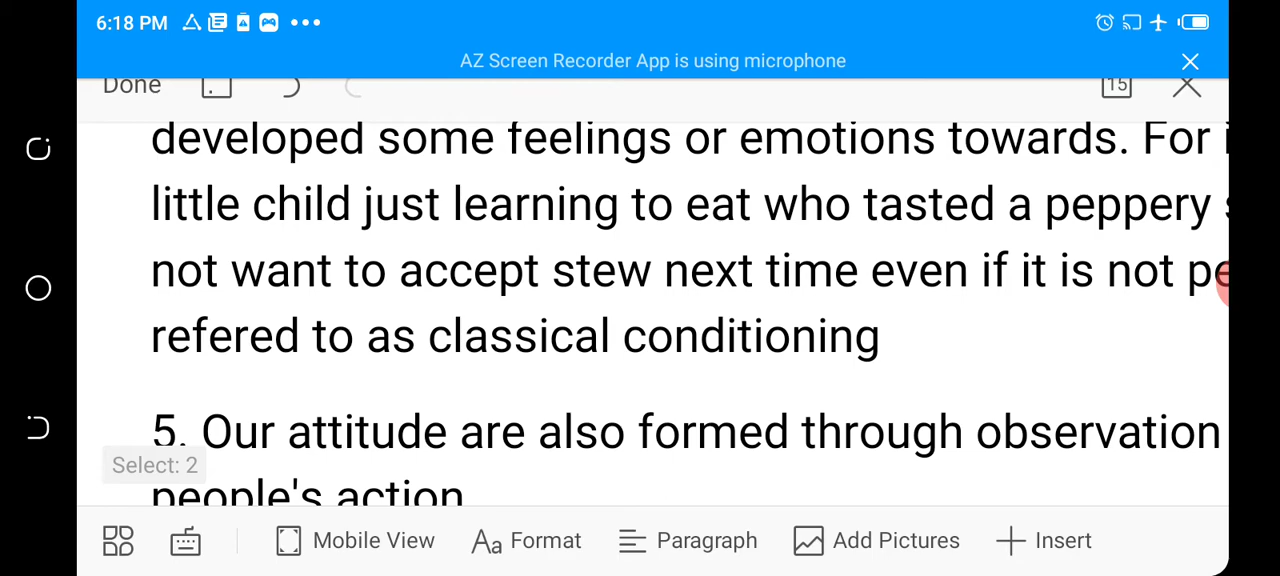 6:18 PM
AZ Screen Recorder App is using microphone
Done
15
developed some feelings or emotions towards. For
little child just learning to eat who tasted a peppery
not want to accept stew next time even if it is not
refered to as classical conditioning
5. Our attitude are also formed through observation
Select: 2
people's action
Mobile View Format Paragraph Add Pictures Insert